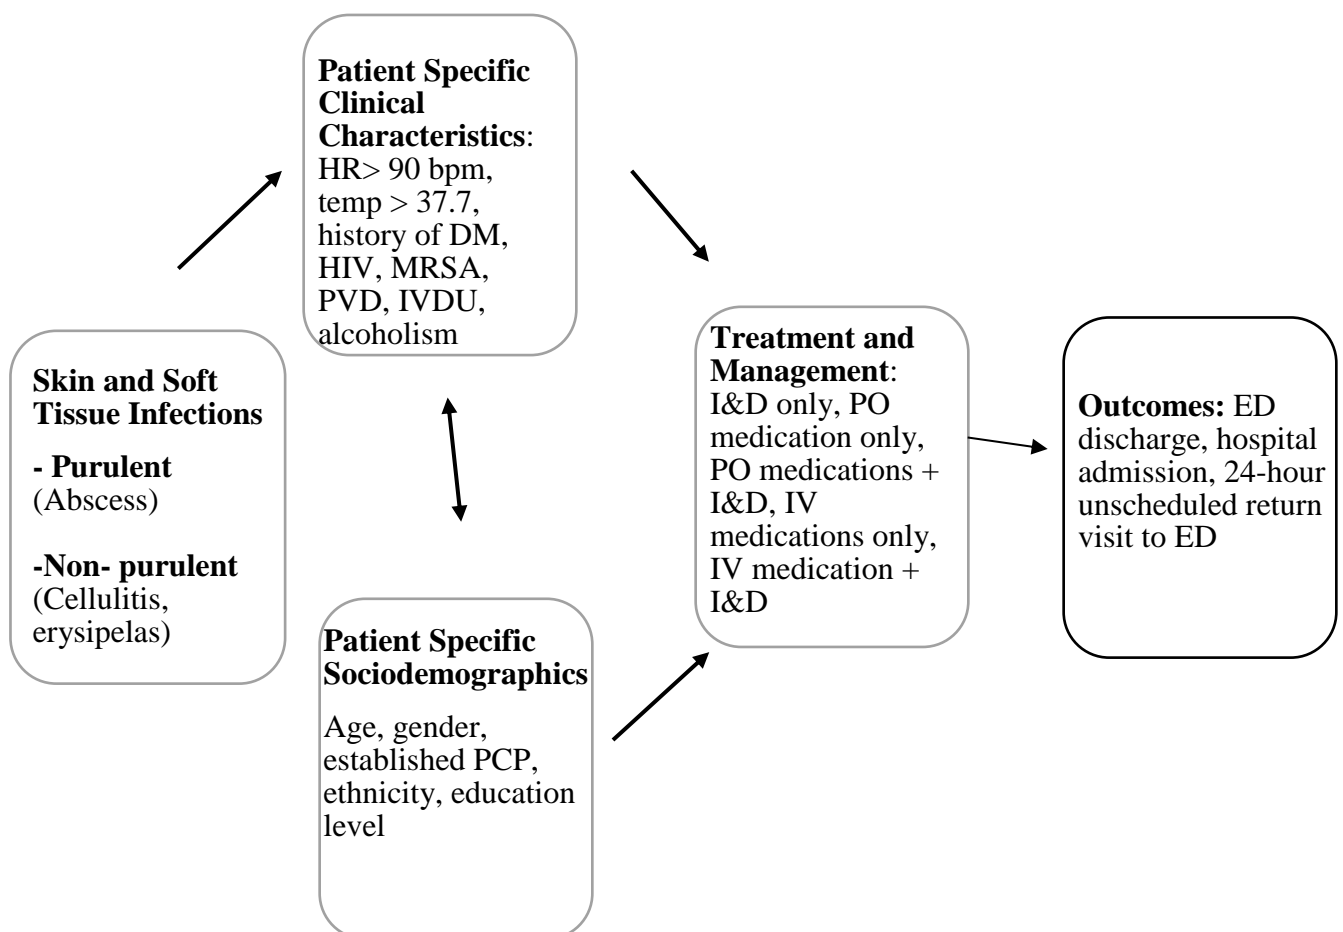 Patient Specific
Clinical
Characteristics:
HR> 90 bpm,
temp > 37.7,
history of DM,
HIV, MRSA,
PVD, IVDU,
alcoholism
Skin and Soft
Tissue Infections
- Purulent
(Abscess)
-Non- purulent
(Cellulitis,
erysipelas)
Patient Specific
Sociodemographics
Age, gender,
established PCP,
ethnicity, education
level
Treatment and
Management:
I&D only, PO
medication only,
PO medications +
I&D, IV
medications only,
IV medication +
I&D
Outcomes: ED
discharge, hospital
admission, 24-hour
unscheduled return
visit to ED